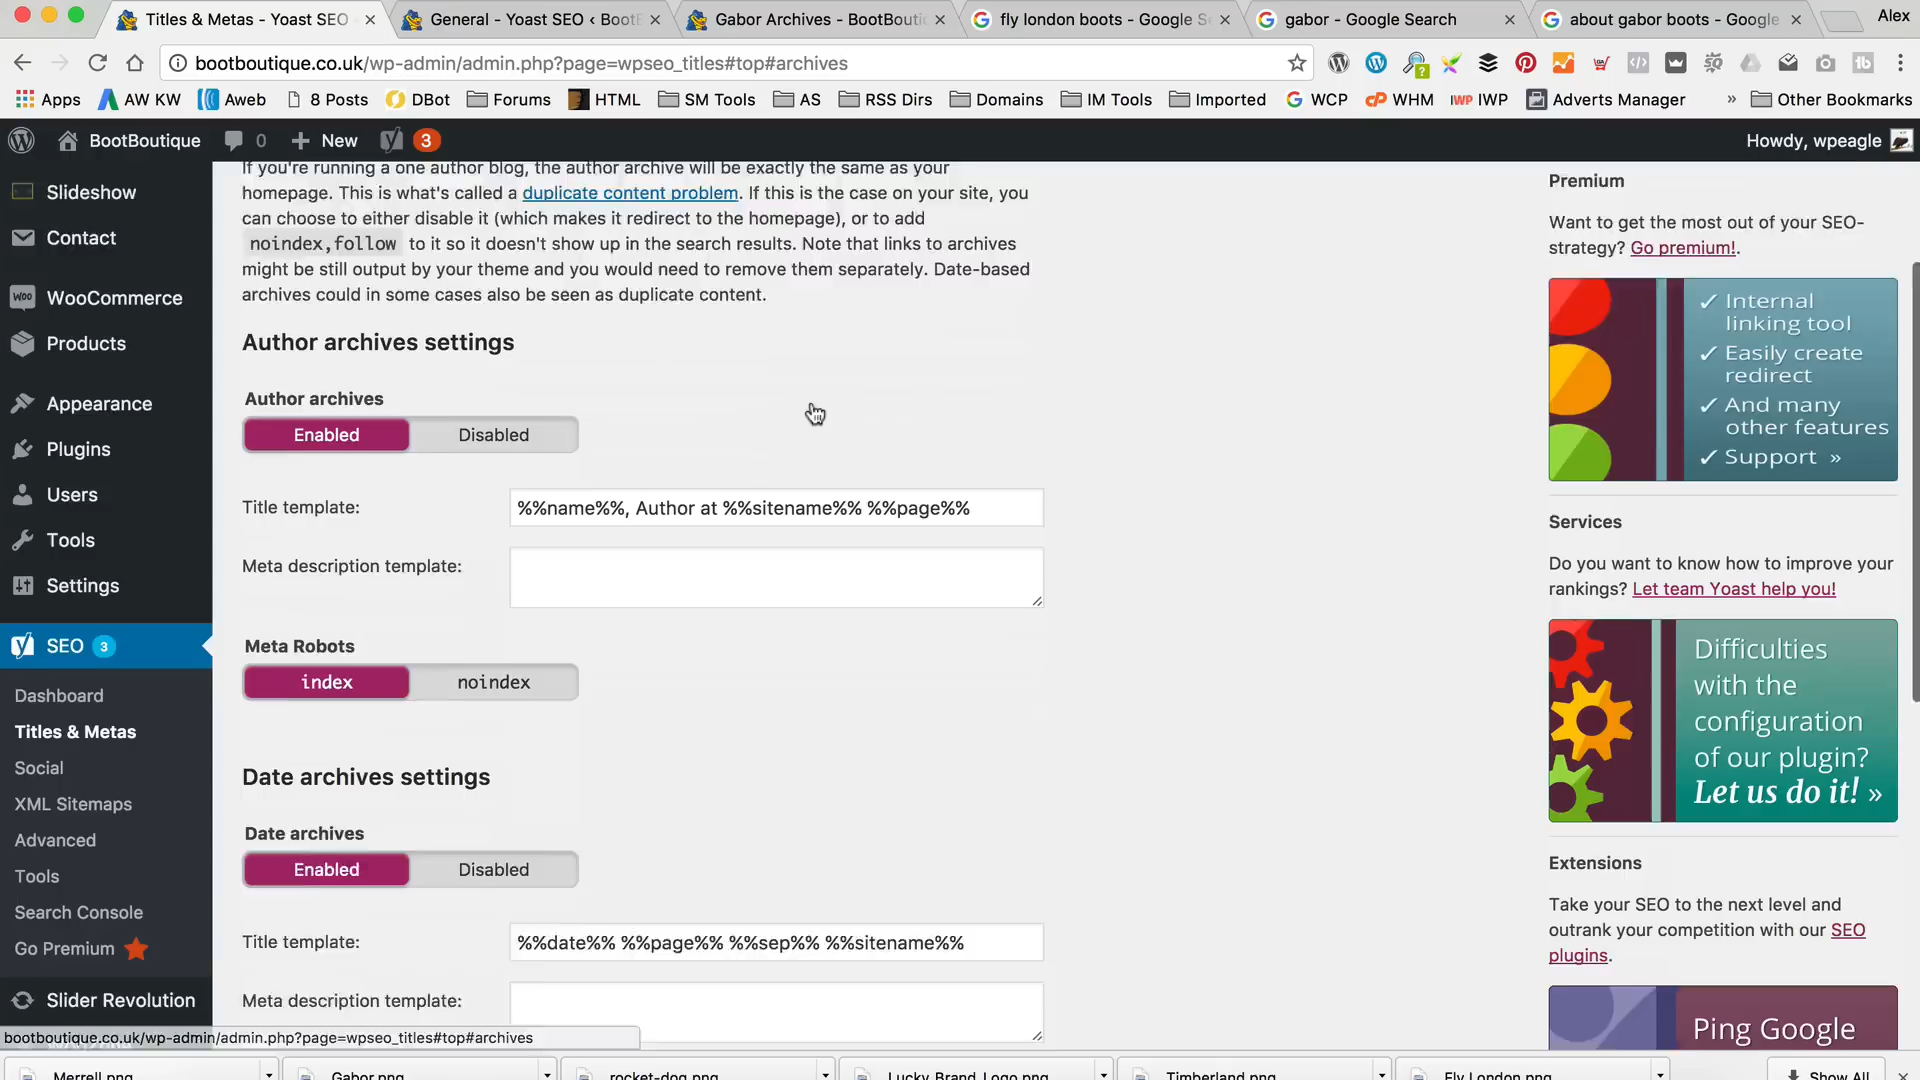 Titles & Metas - Yoast SEO
General - Yoast SEO ‹ Boot
Gabor Archives - BootBouti
fly london boots - Google S
gabor - Google Search
about gabor boots - Google
Alex
bootboutique.co.uk/wp-admin/admin.php?page=wpseo_titles#top#archives
Apps
AW KW
Aweb
8 Posts
DBot
Forums
HTML
SM Tools
AS
RSS Dirs
Domains
IM Tools
Imported
WCP
WHM
IWP
IWP
Adverts Manager
»
Other Bookmarks
BootBoutique
0
New
3
Howdy, wpeagle
Slideshow
Contact
WooCommerce
Products
Appearance
Plugins
Users
Tools
Settings
SEO 3
Dashboard
Titles & Metas
Social
XML Sitemaps
Advanced
Tools
Search Console
Go Premium
Slider Revolution
If you're running a one author blog, the author archive will be exactly the same as your
homepage. This is what's called a duplicate content problem. If this is the case on your site, you
can choose to either disable it (which makes it redirect to the homepage), or to add
noindex,follow to it so it doesn't show up in the search results. Note that links to archives
might be still output by your theme and you would need to remove them separately. Date-based
archives could in some cases also be seen as duplicate content.
Author archives settings
Author archives
Enabled Disabled
Title template: %%name%%, Author at %%sitename%% %%page%%
Meta description template:
Meta Robots
index noindex
Date archives settings
Date archives
Enabled Disabled
Title template: %%date%% %%page%% %%sep%% %%sitename%%
Meta description template:
Premium
Want to get the most out of your SEO-
strategy? Go premium!.
✓ Internal
linking tool
✓ Easily create
redirect
✓ And many
other features
✓ Support »
Services
Do you want to know how to improve your
rankings? Let team Yoast help you!
Difficulties
with the
configuration
of our plugin?
Let us do it! »
Extensions
Take your SEO to the next level and
outrank your competition with our SEO
plugins.
Ping Google
bootboutique.co.uk/wp-admin/admin.php?page=wpseo_titles#top#archives
Merrell.png
Gabor.png
rocket-dog.png
Lucky_Brand_Logo.png
Timberland.png
Fly London.png
Show All